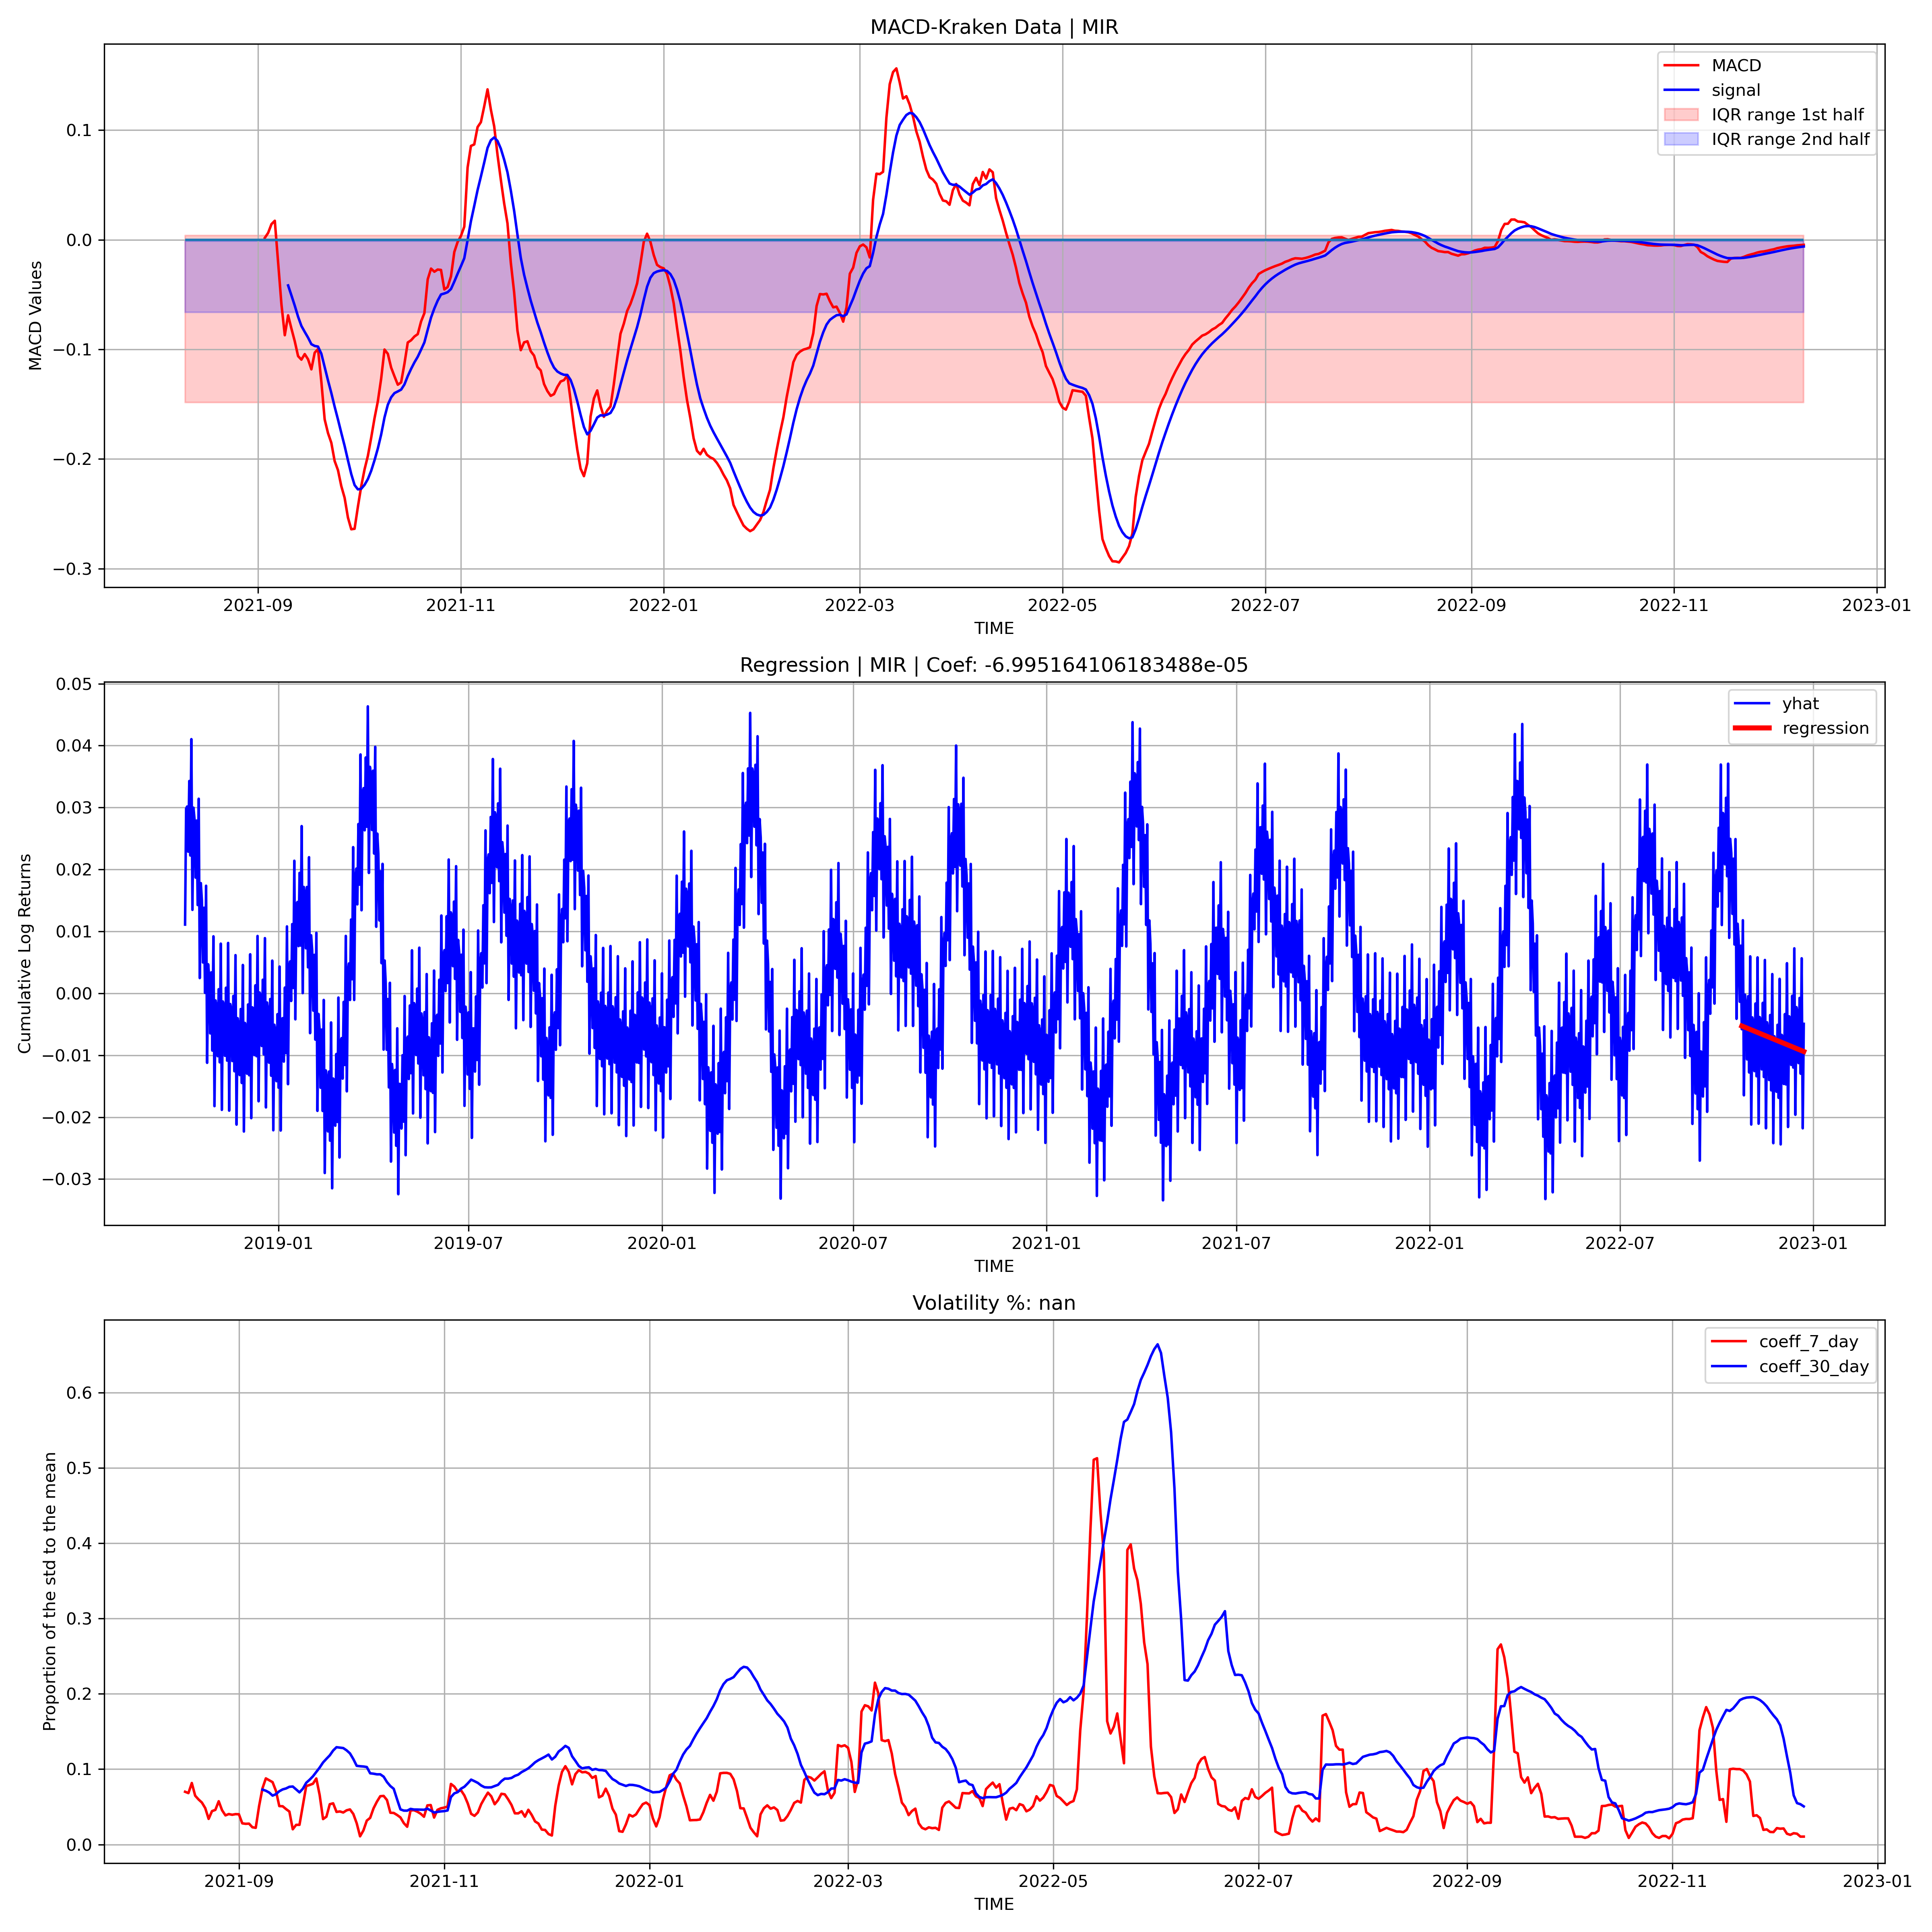 MACD-Kraken Data | MIR
MACD
signal
IQR range 1st half
IQR range 2nd half
MACD Values
0.1
0.0
−0.1
−0.2
−0.3
2021-09
2021-11
2022-01
2022-03
2022-05
2022-07
2022-09
2022-11
2023-01
TIME
Regression | MIR | Coef: -6.995164106183488e-05
yhat
regression
Cumulative Log Returns
0.05
0.04
0.03
0.02
0.01
0.00
−0.01
−0.02
−0.03
2019-01
2019-07
2020-01
2020-07
2021-01
2021-07
2022-01
2022-07
2023-01
TIME
Volatility %: nan
coeff_7_day
coeff_30_day
Proportion of the std to the mean
0.6
0.5
0.4
0.3
0.2
0.1
0.0
2021-09
2021-11
2022-01
2022-03
2022-05
2022-07
2022-09
2022-11
2023-01
TIME